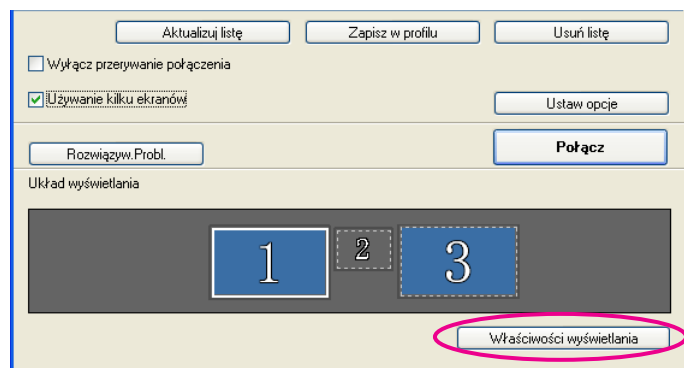 Aktualizuj listę Zapisz w profilu Usuń listę
Wyłącz przerywanie połączenia
Używanie kilku ekranów Ustaw opcje
Rozwiązyw.Probl. Połącz
Układ wyświetlania
1 2 3
Właściwości wyświetlania